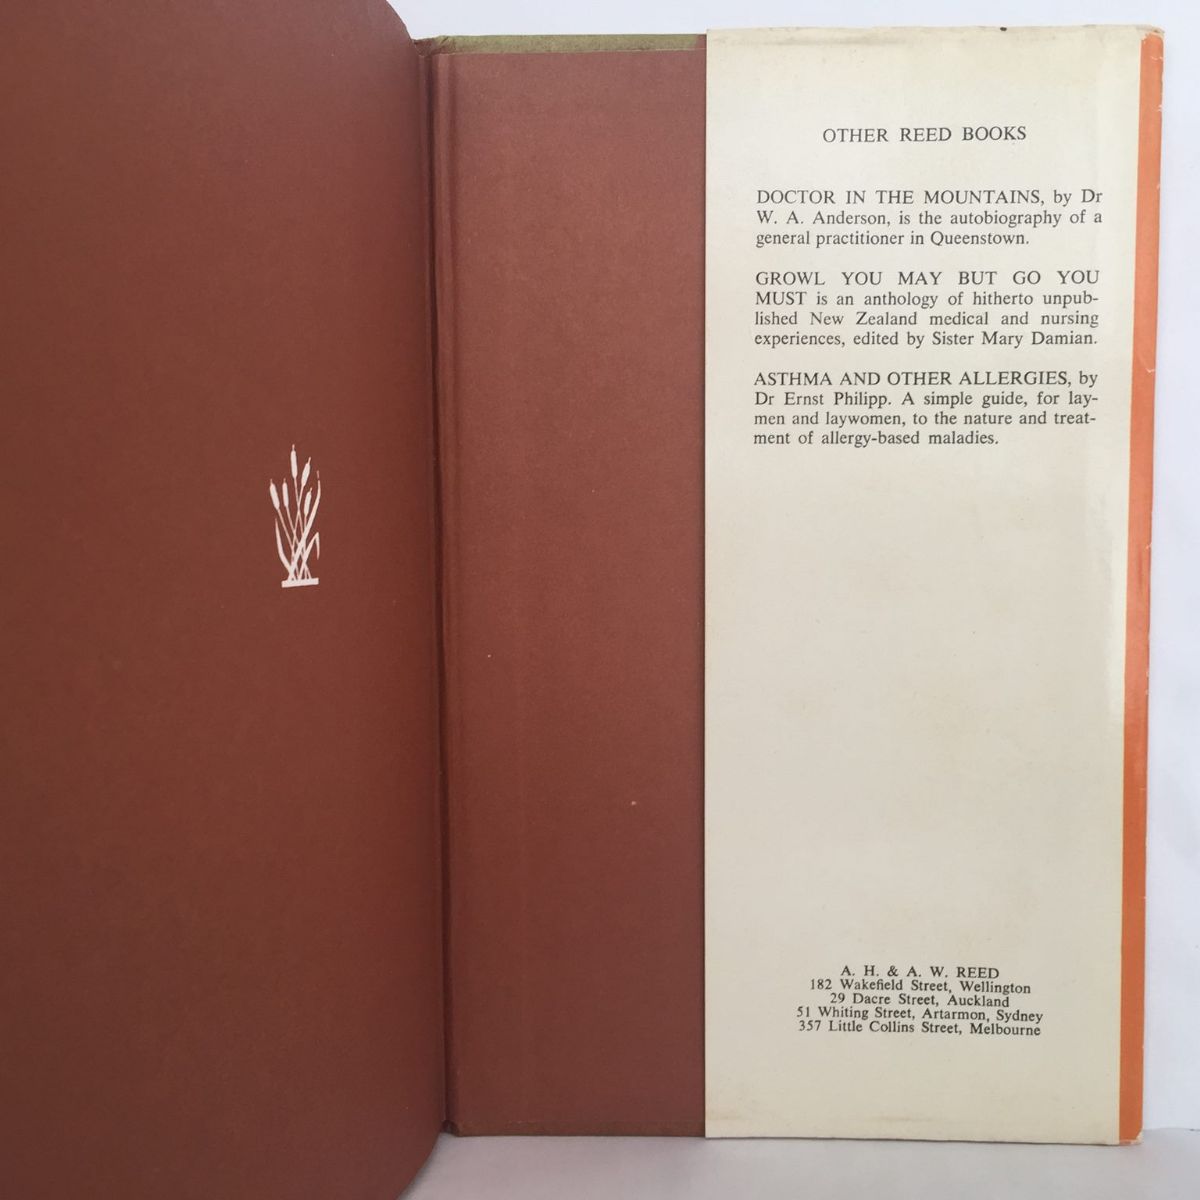 OTHER REED BOOKS
DOCTOR IN THE MOUNTAINS, by Dr
W. A. Anderson, is the autobiography of a
general practitioner in Queenstown.
GROWL YOU MAY BUT GO YOU
MUST is an anthology of hitherto unpub-
lished New Zealand medical and nursing
experiences, edited by Sister Mary Damian.
ASTHMA AND OTHER ALLERGIES, by
Dr Ernst Philipp. A simple guide, for lay-
men and laywomen, to the nature and treat-
ment of allergy-based maladies.
A. H. & A. W. REED
182 Wakefield Street, Wellington
29 Dacre Street, Auckland
51 Whiting Street, Artarmon, Sydney
357 Little Collins Street, Melbourne